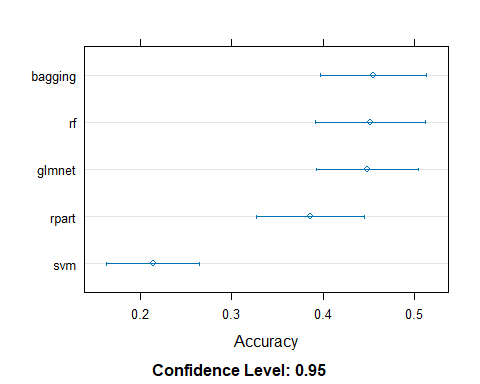 bagging
rf
glmnet
rpart
svm
0.2 0.3 0.4 0.5
Accuracy
Confidence Level: 0.95